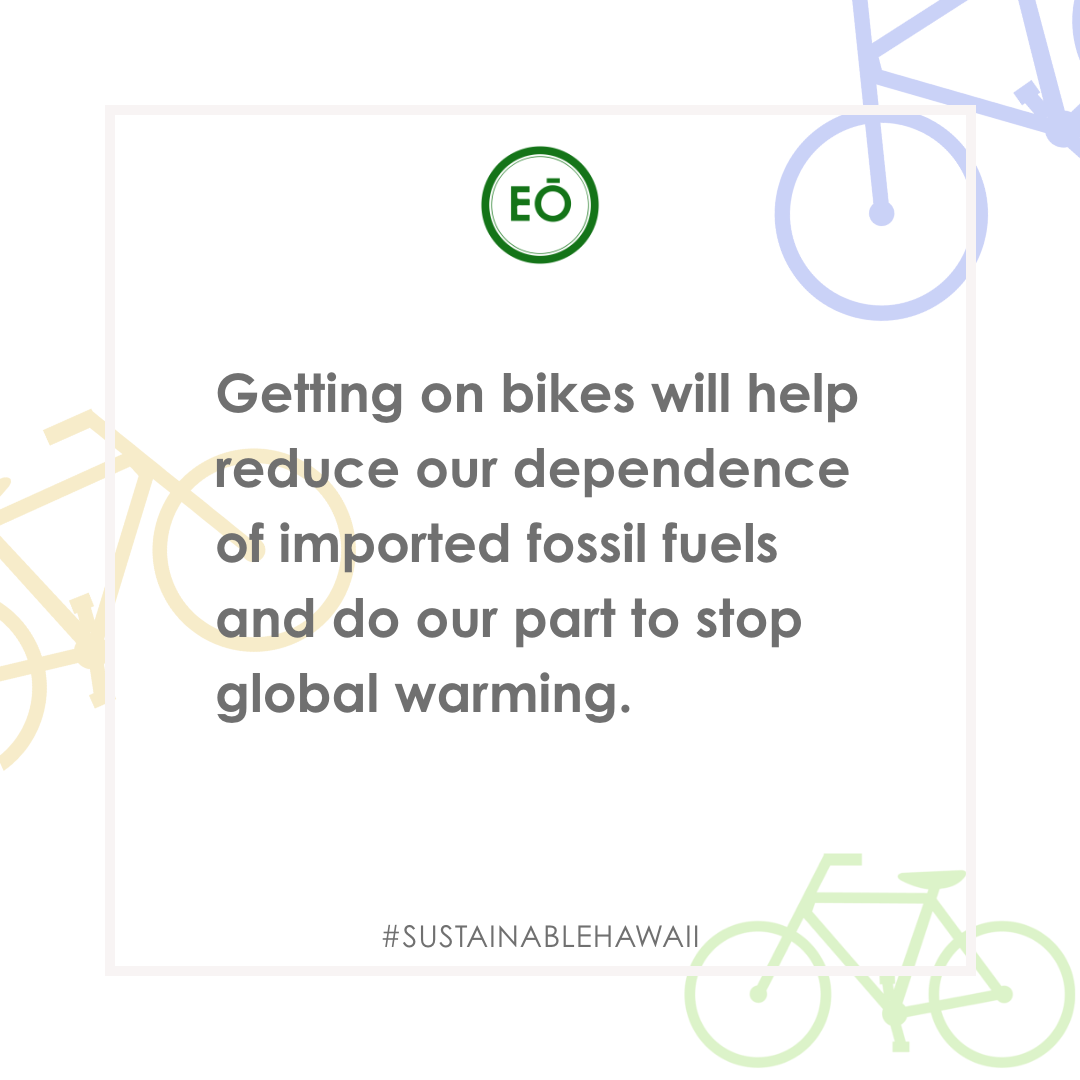 EŌ
Getting on bikes will help
reduce our dependence
of imported fossil fuels
and do our part to stop
global warming.
#SUSTAINABLEHAWAII